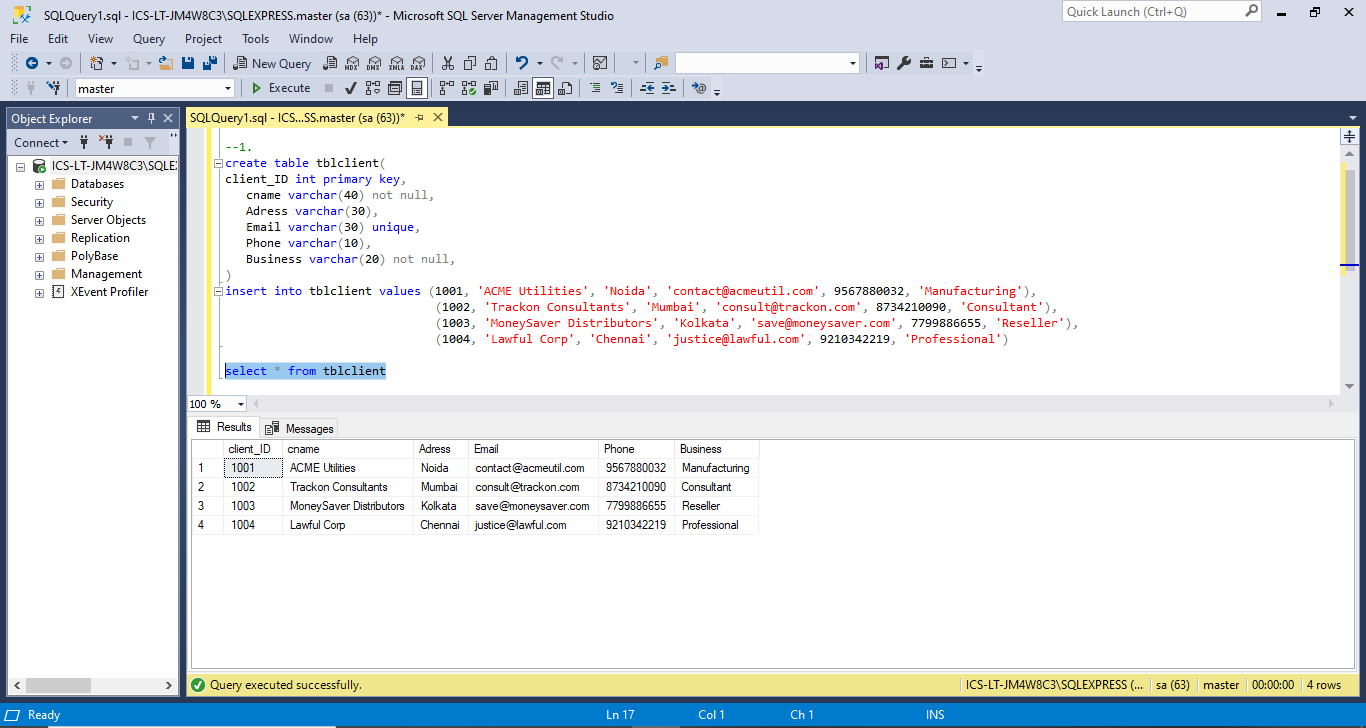 SQLQuery1.sql - ICS-LT-JM4W8C3\SQLEXPRESS.master (sa (63))* - Microsoft SQL Server Management Studio
Quick Launch (Ctrl+Q)
File Edit View Query Project Tools Window Help
New Query
MDX DMX XMLA DAX
master
Execute
Object Explorer
SQLQuery1.sql - ICS...SS.master (sa (63))*
Connect
ICS-LT-JM4W8C3\SQLE
Databases
Security
Server Objects
Replication
PolyBase
Management
XEvent Profiler
--1.
create table tblclient(
client_ID int primary key,
cname varchar(40) not null,
Adress varchar(30),
Email varchar(30) unique,
Phone varchar(10),
Business varchar(20) not null,
)
insert into tblclient values (1001, 'ACME Utilities', 'Noida', 'contact@acmeutil.com', 9567880032, 'Manufacturing'),
(1002, 'Trackon Consultants', 'Mumbai', 'consult@trackon.com', 8734210090, 'Consultant'),
(1003, 'MoneySaver Distributors', 'Kolkata', 'save@moneysaver.com', 7799886655, 'Reseller'),
(1004, 'Lawful Corp', 'Chennai', 'justice@lawful.com', 9210342219, 'Professional')
select * from tblclient
100 %
Results Messages
client_ID cname Adress Email Phone Business
1 1001 ACME Utilities Noida contact@acmeutil.com 9567880032 Manufacturing
2 1002 Trackon Consultants Mumbai consult@trackon.com 8734210090 Consultant
3 1003 MoneySaver Distributors Kolkata save@moneysaver.com 7799886655 Reseller
4 1004 Lawful Corp Chennai justice@lawful.com 9210342219 Professional
Query executed successfully.
ICS-LT-JM4W8C3\SQLEXPRESS (... sa (63) master 00:00:00 4 rows
Ready Ln 17 Col 1 Ch 1 INS